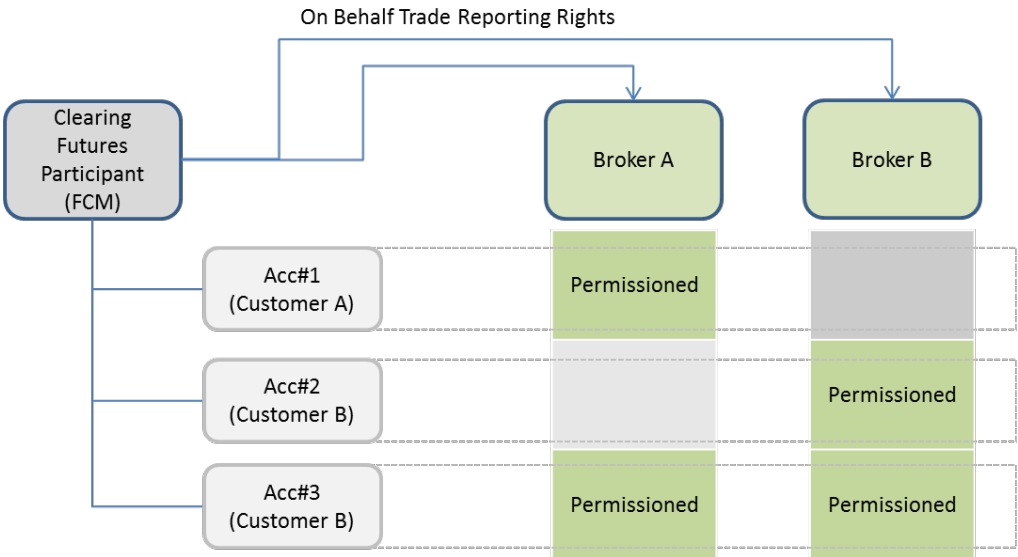 On Behalf Trade Reporting Rights
Clearing
Futures
Participant
(FCM)
Broker A
Broker B
Acc#1
(Customer A)
Permissioned
Acc#2
(Customer B)
Permissioned
Acc#3
(Customer B)
Permissioned
Permissioned